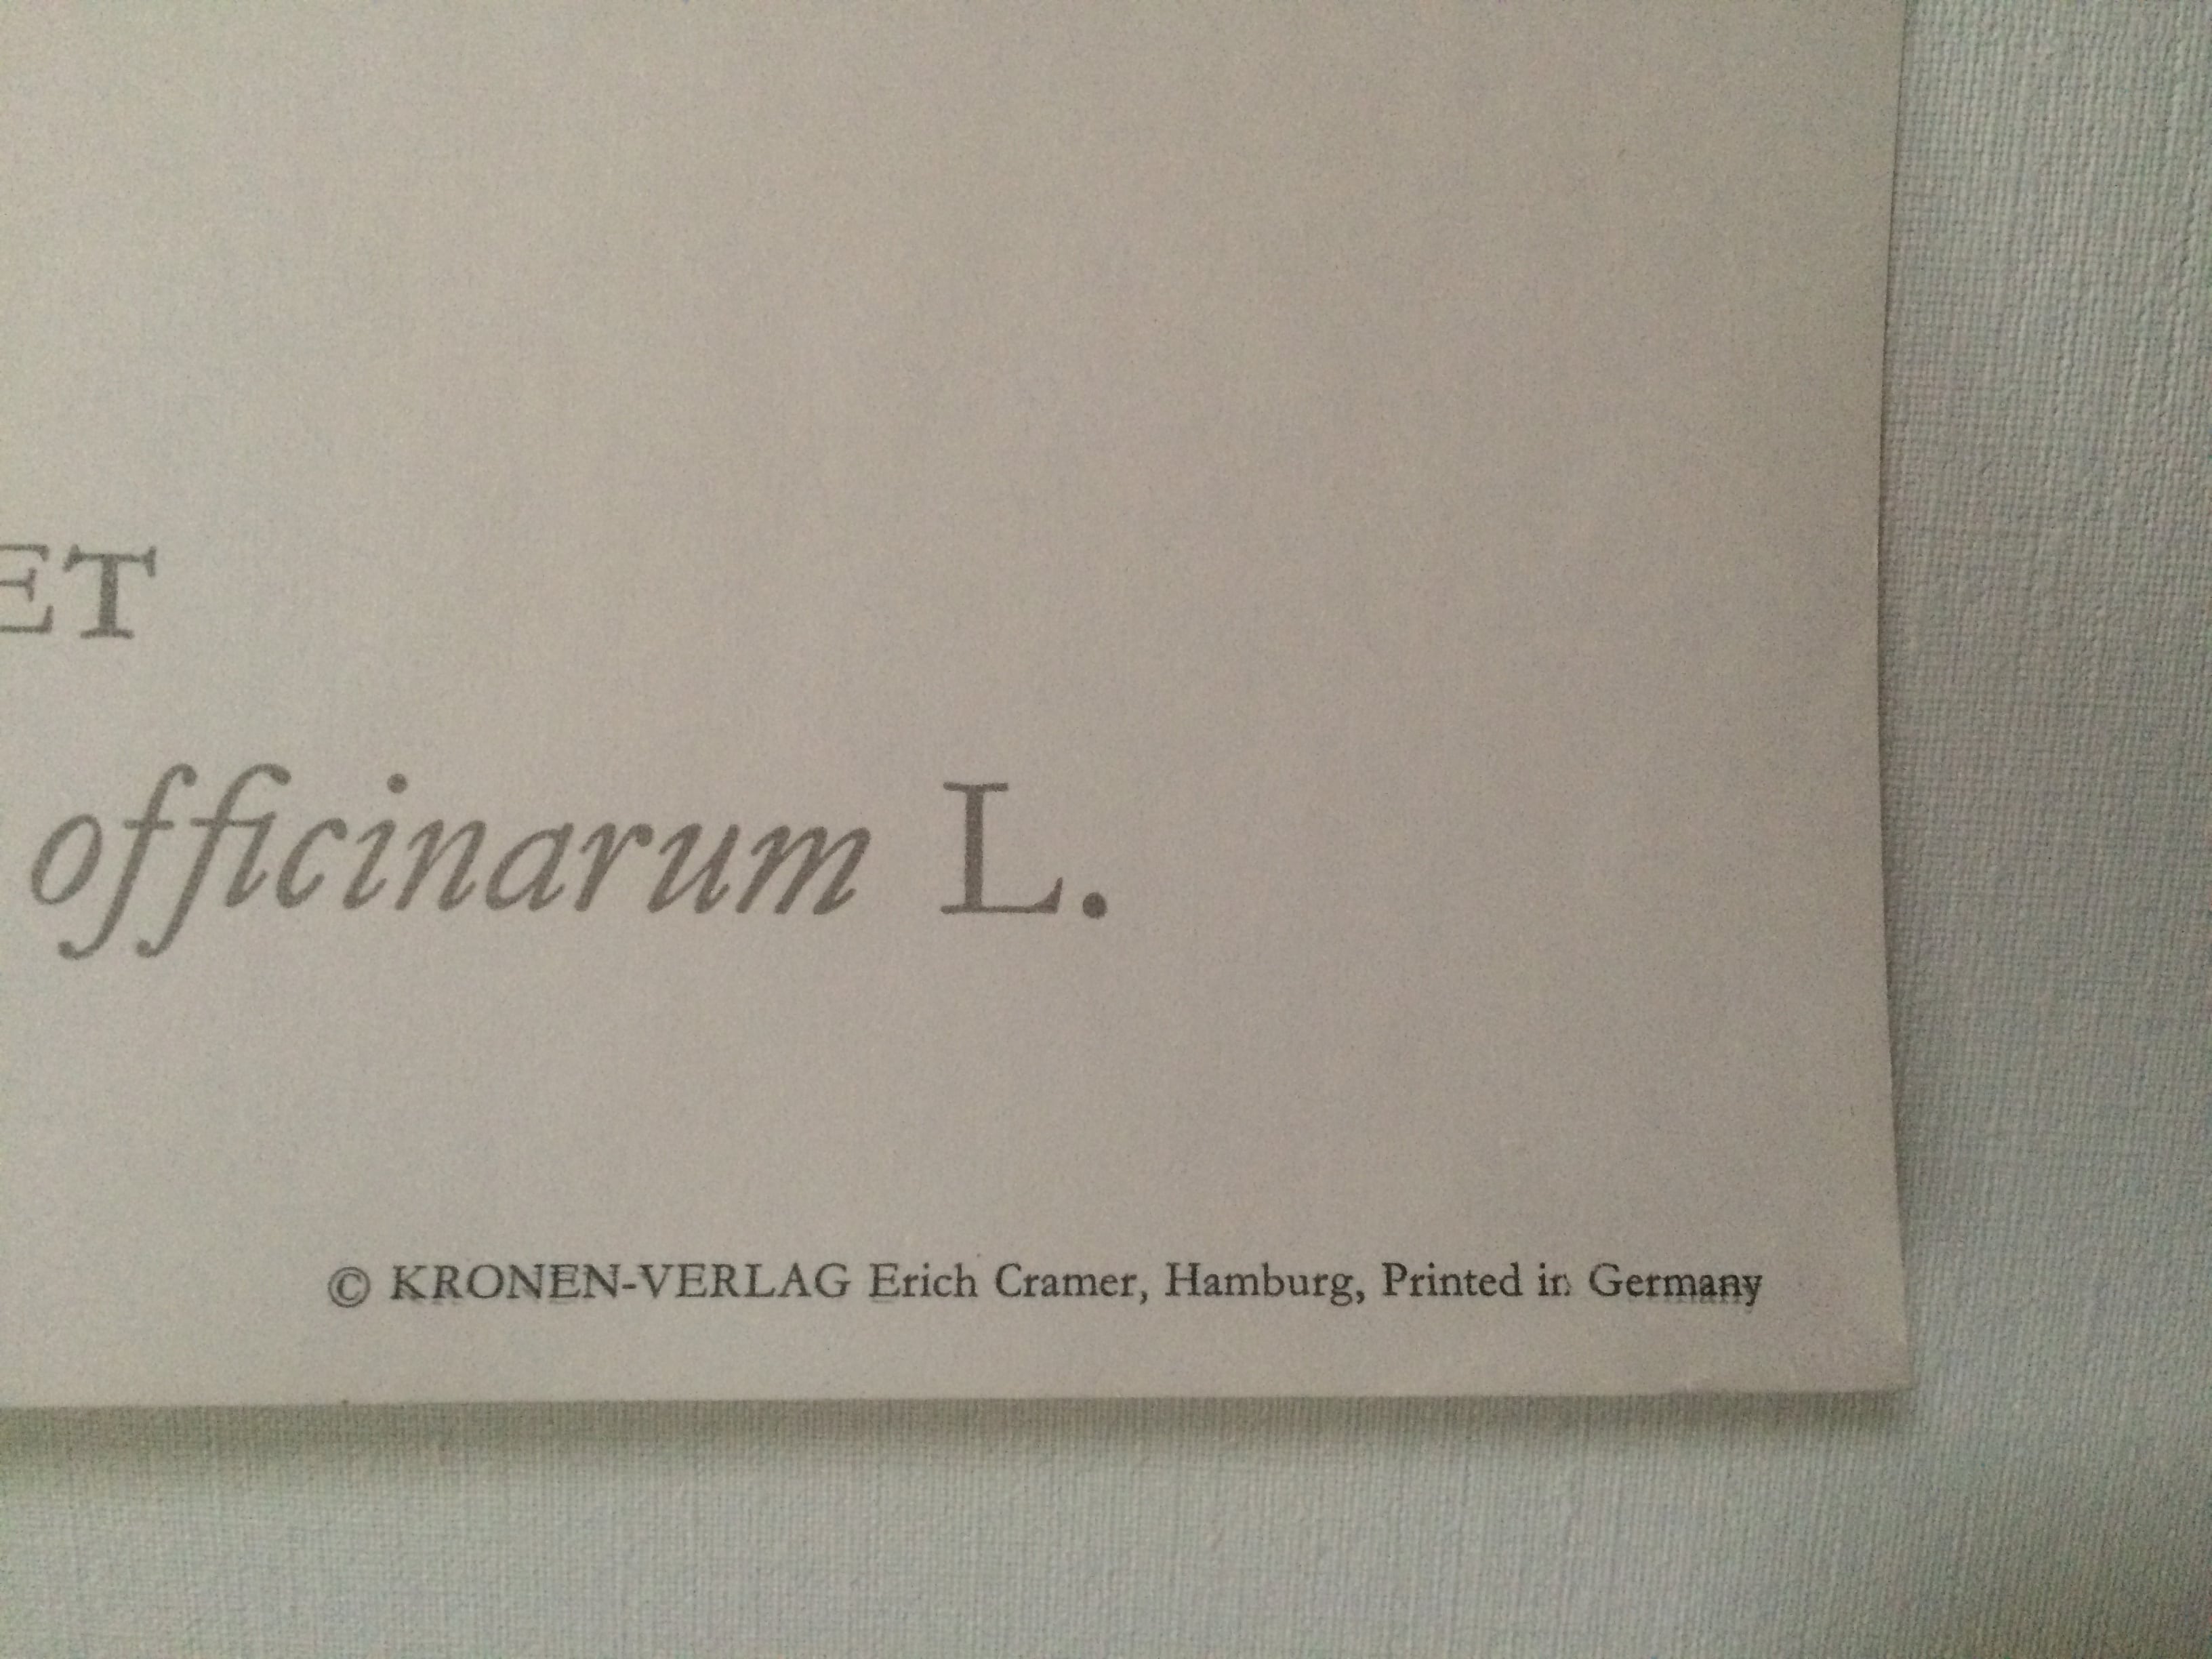 ET
officinarum L.
© KRONEN-VERLAG Erich Cramer, Hamburg, Printed in Germany